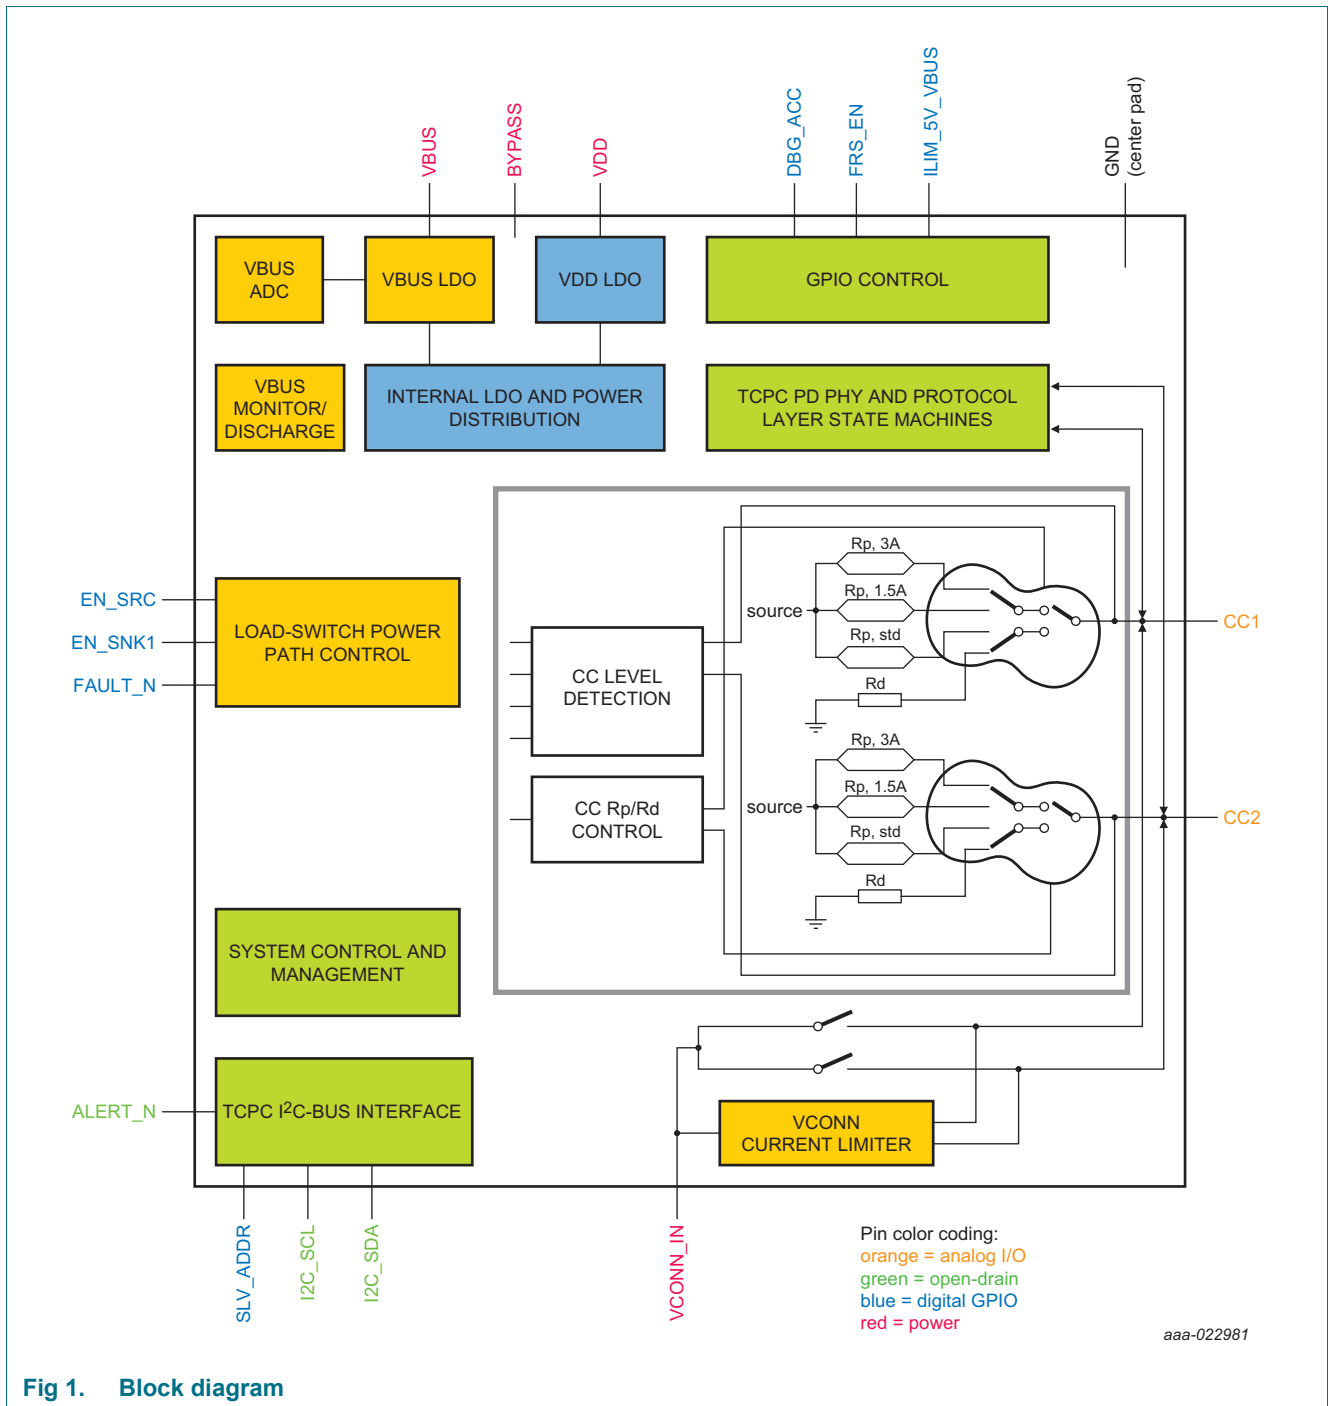 VBUS
BYPASS
VDD
DBG_ACC
FRS_EN
ILIM_5V_VBUS
GND
(center pad)
VBUS
ADC
VBUS LDO
VDD LDO
GPIO CONTROL
VBUS
MONITOR/
DISCHARGE
INTERNAL LDO AND POWER
DISTRIBUTION
TCPC PD PHY AND PROTOCOL
LAYER STATE MACHINES
EN_SRC
EN_SNK1
FAULT_N
LOAD-SWITCH POWER
PATH CONTROL
CC LEVEL
DETECTION
CC Rp/Rd
CONTROL
source
Rp, 3A
Rp, 1.5A
Rp, std
Rd
CC1
source
Rp, 3A
Rp, 1.5A
Rp, std
Rd
CC2
SYSTEM CONTROL AND
MANAGEMENT
ALERT_N
TCPC I²C-BUS INTERFACE
VCONN
CURRENT LIMITER
SLV_ADDR
I2C_SCL
I2C_SDA
VCONN_IN
Pin color coding:
orange = analog I/O
green = open-drain
blue = digital GPIO
red = power
aaa-022981
Fig 1. Block diagram